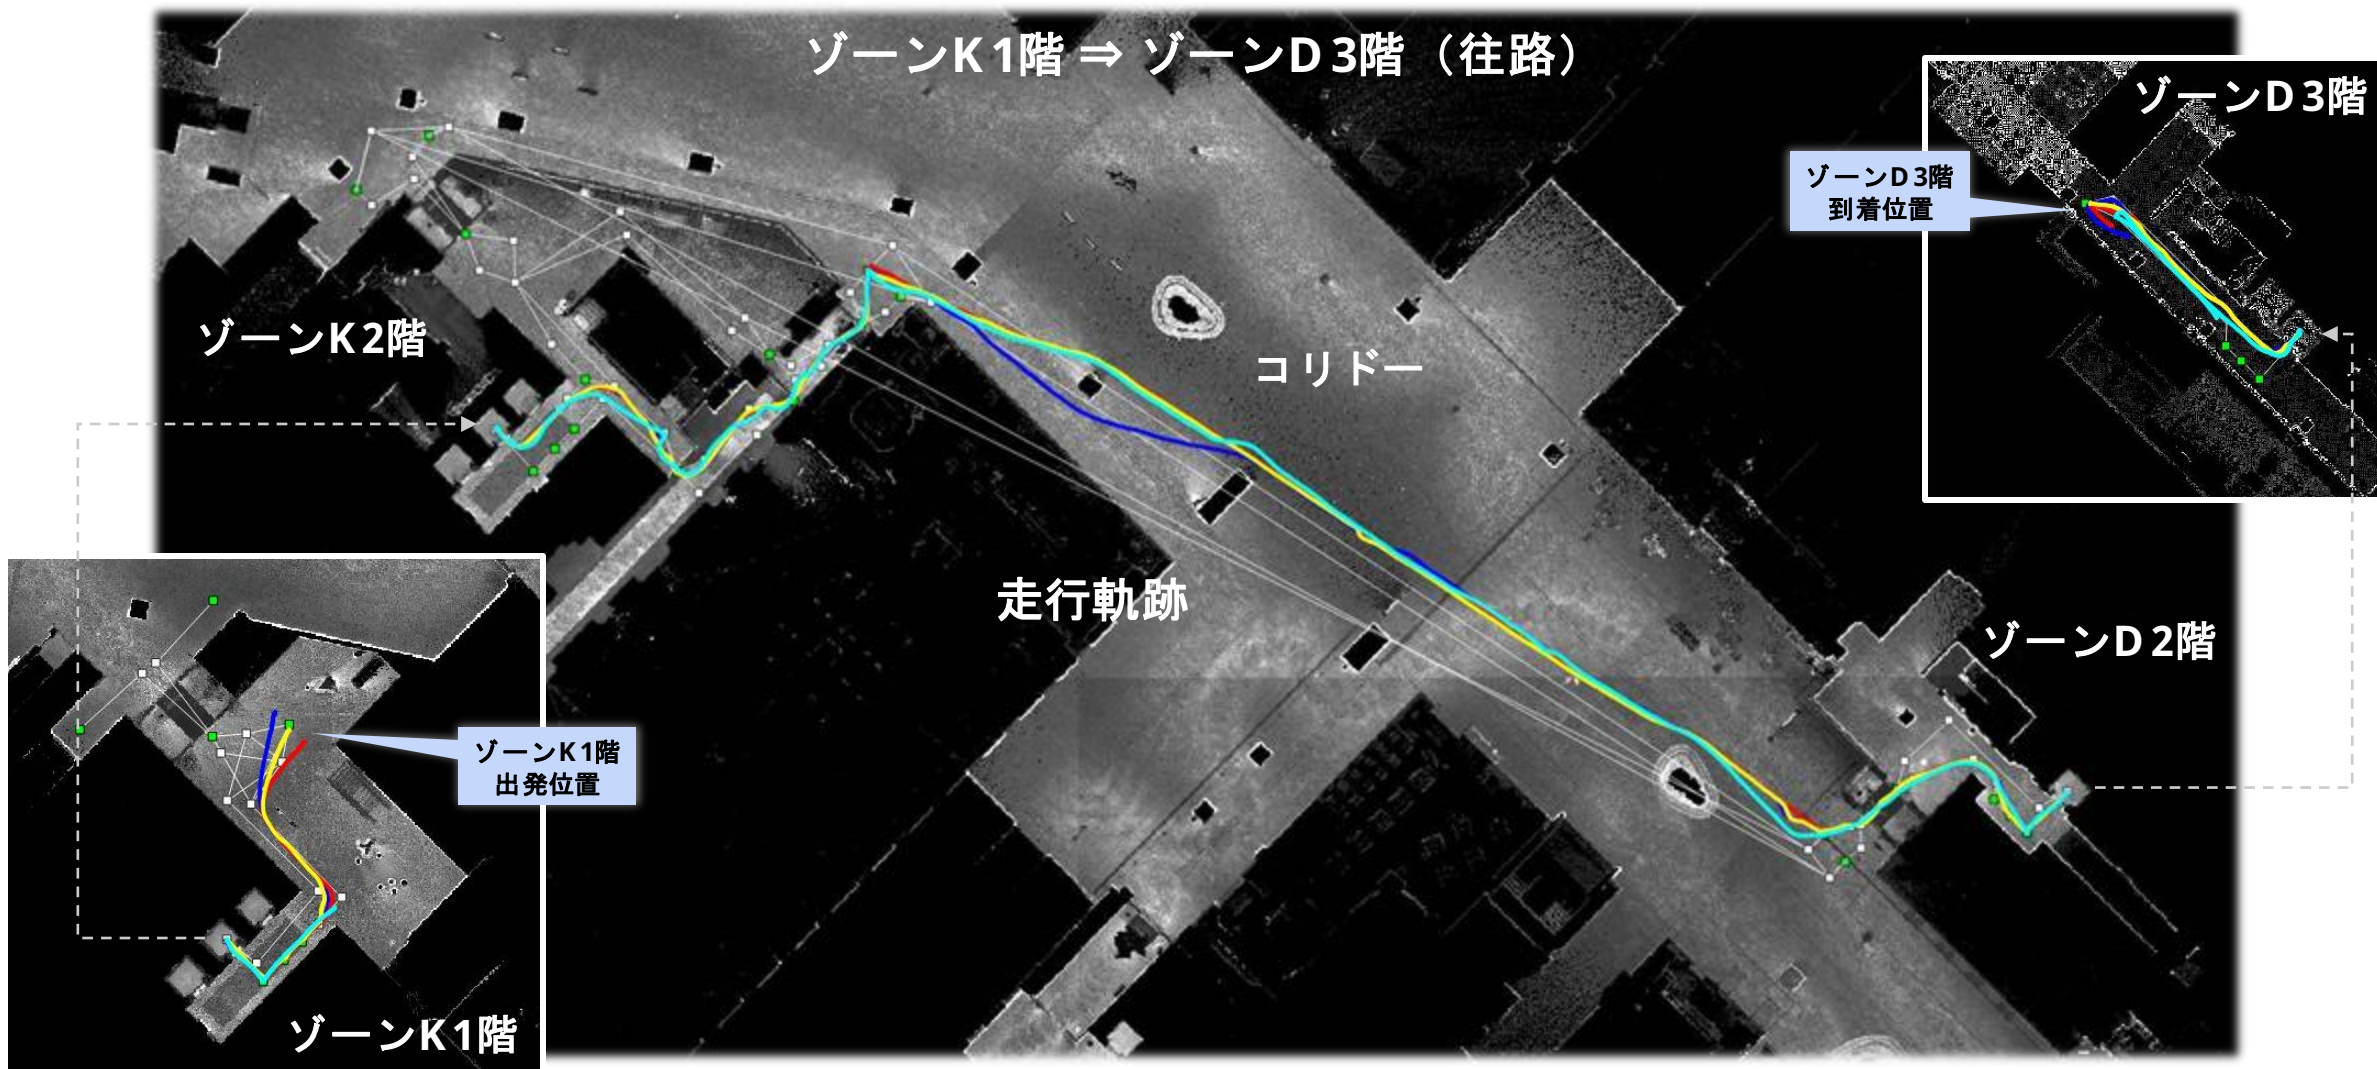 ゾーンK1階 ⇒ ゾーンD3階（往路）
ゾーンD3階
ゾーンD3階
到着位置
ゾーンK2階
コリドー
走行軌跡
ゾーンD2階
ゾーンK1階
出発位置
ゾーンK1階